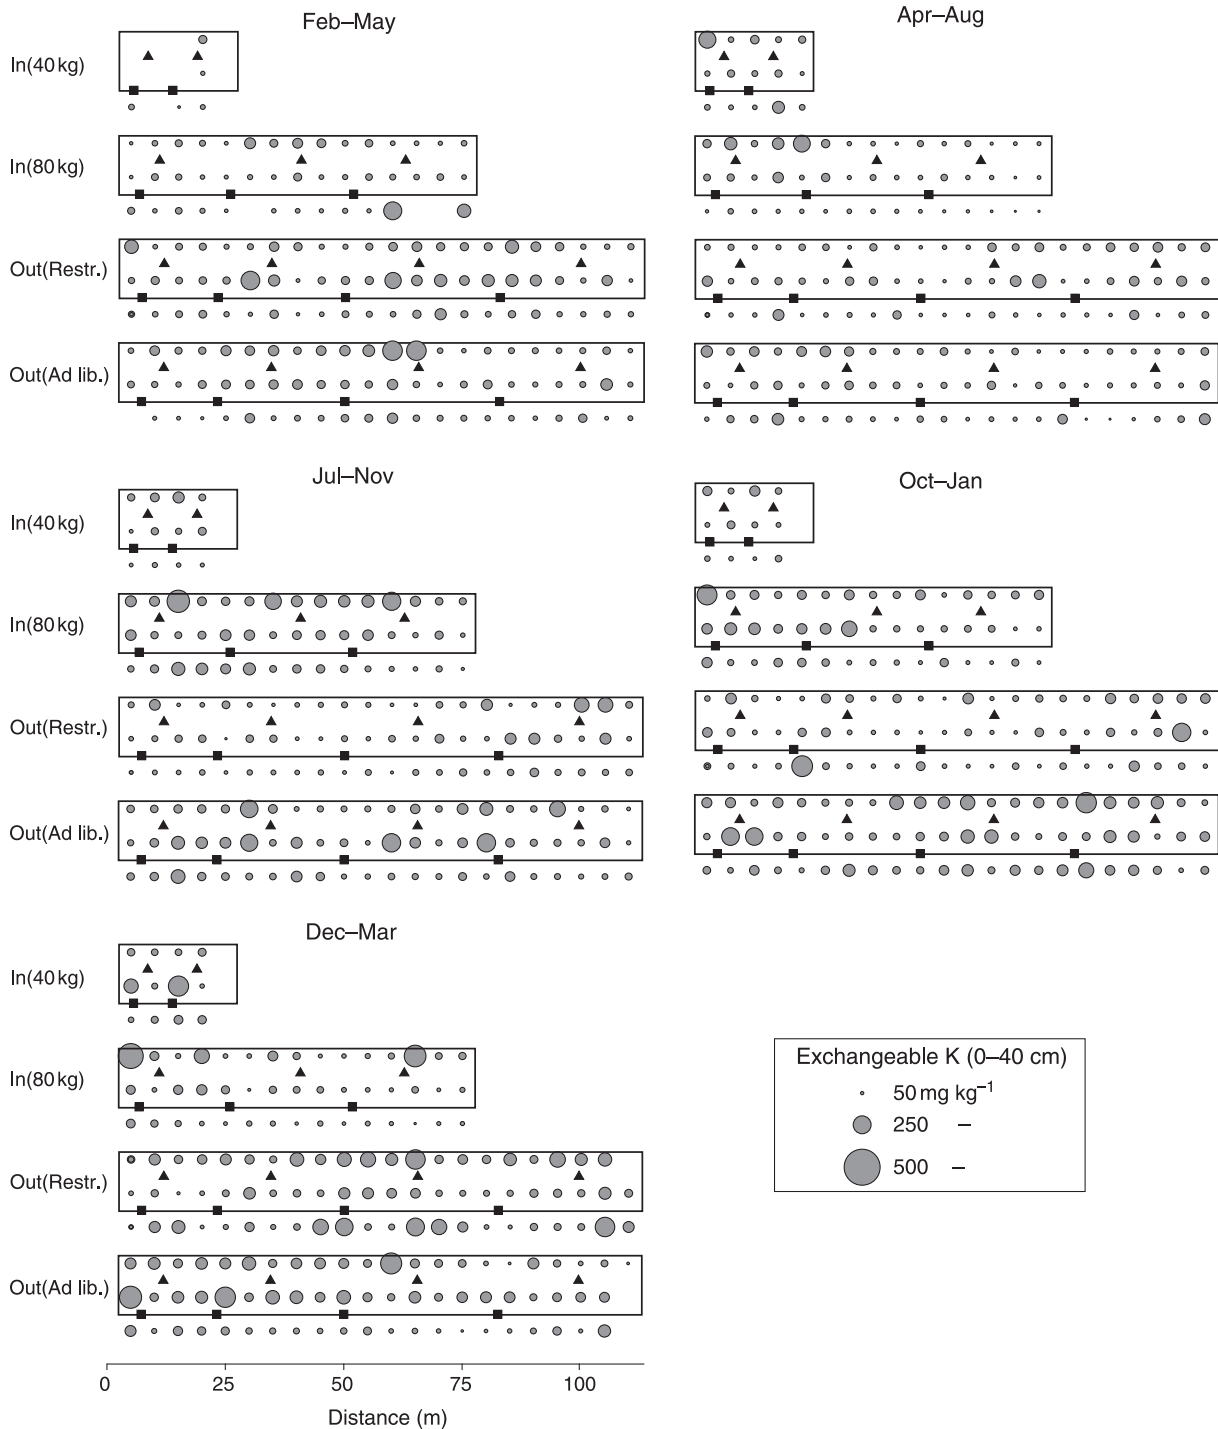 Feb–May
In(40 kg)
In(80 kg)
Out(Restr.)
Out(Ad lib.)
Apr–Aug
Jul–Nov
In(40 kg)
In(80 kg)
Out(Restr.)
Out(Ad lib.)
Oct–Jan
Dec–Mar
In(40 kg)
In(80 kg)
Out(Restr.)
Out(Ad lib.)
0 25 50 75 100
Distance (m)
Exchangeable K (0–40 cm)
50 mg kg⁻¹
250 –
500 –